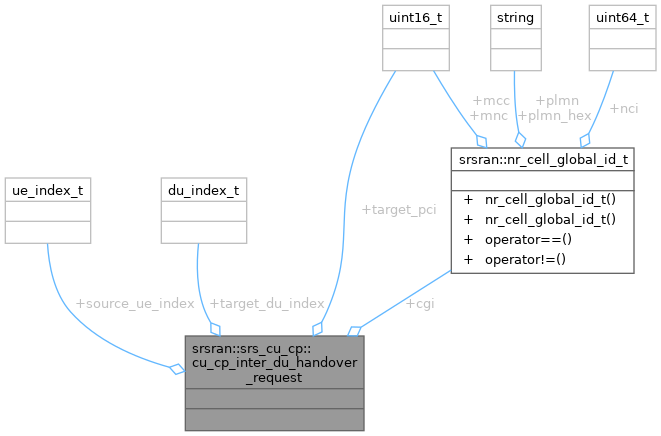 uint16_t
string
uint64_t
+mcc
+mnc
+plmn
+plmn_hex
+nci
srsran::nr_cell_global_id_t
+ nr_cell_global_id_t()
+ nr_cell_global_id_t()
+ operator==()
+ operator!=()
ue_index_t
du_index_t
+target_pci
+source_ue_index
+target_du_index
+cgi
srsran::srs_cu_cp::
cu_cp_inter_du_handover
_request